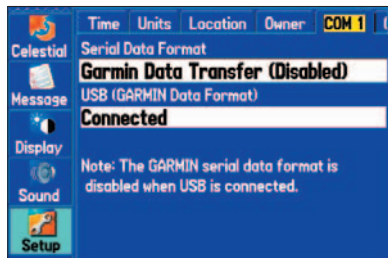 Time Units Location Owner COM 1
Celestial
Serial Data Format
Garmin Data Transfer (Disabled)
Message
USB (GARMIN Data Format)
Connected
Display
Note: The GARMIN serial data format is
disabled when USB is connected.
Sound
Setup